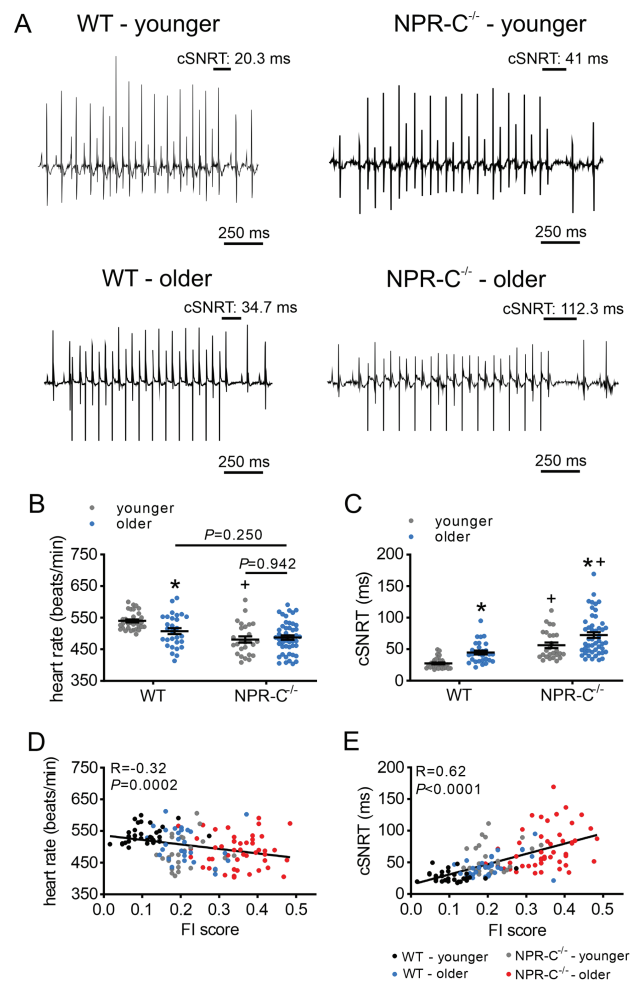 A
WT - younger
NPR-C-/- - younger
cSNRT: 20.3 ms
cSNRT: 41 ms
250 ms
250 ms
WT - older
NPR-C-/- - older
cSNRT: 34.7 ms
cSNRT: 112.3 ms
250 ms
250 ms
B
younger
older
P=0.250
P=0.942
*
+
heart rate (beats/min)
750
650
550
450
350
WT
NPR-C-/-
C
younger
older
*
+
*+
cSNRT (ms)
200
150
100
50
0
WT
NPR-C-/-
D
R=-0.32
P=0.0002
heart rate (beats/min)
750
650
550
450
350
0.0 0.1 0.2 0.3 0.4 0.5
FI score
E
R=0.62
P<0.0001
cSNRT (ms)
200
150
100
50
0
0.0 0.1 0.2 0.3 0.4 0.5
FI score
WT - younger
NPR-C-/- - younger
WT - older
NPR-C-/- - older